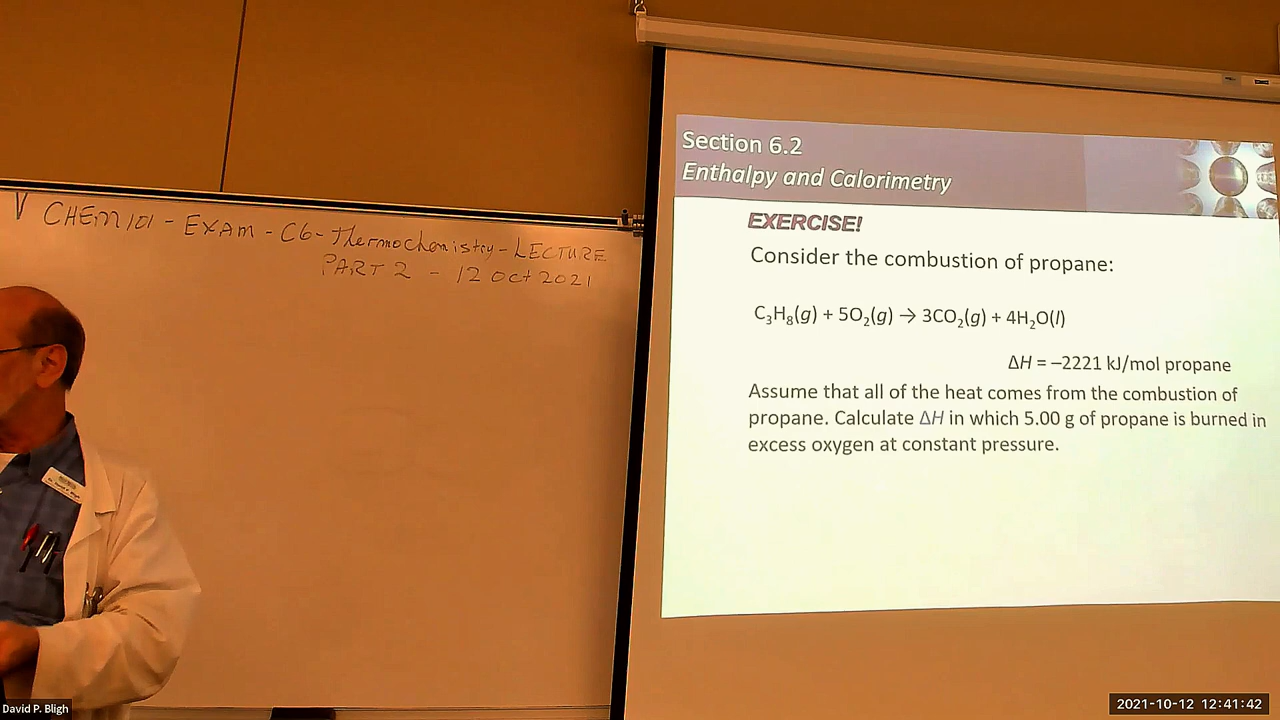 V CHEM101 - EXAM - C6 - Thermochemistry - LECTURE
PART 2 - 12 Oct 2021
Section 6.2
Enthalpy and Calorimetry
EXERCISE!
Consider the combustion of propane:
C₃H₈(g) + 5O₂(g) → 3CO₂(g) + 4H₂O(l)
ΔH = –2221 kJ/mol propane
Assume that all of the heat comes from the combustion of
propane. Calculate ΔH in which 5.00 g of propane is burned in
excess oxygen at constant pressure.
David P. Bligh
2021-10-12 12:41:42